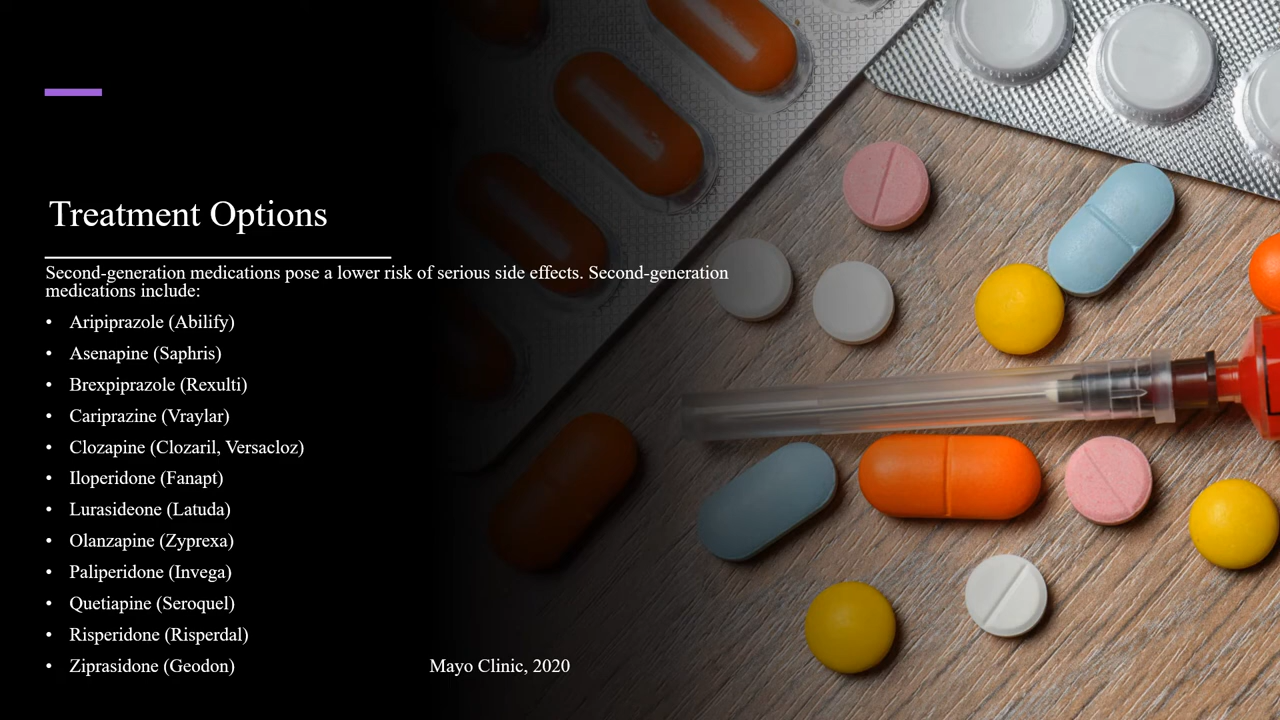 Treatment Options
Second-generation medications pose a lower risk of serious side effects. Second-generation
medications include:
• Aripiprazole (Abilify)
• Asenapine (Saphris)
• Brexpiprazole (Rexulti)
• Cariprazine (Vraylar)
• Clozapine (Clozaril, Versacloz)
• Iloperidone (Fanapt)
• Lurasideone (Latuda)
• Olanzapine (Zyprexa)
• Paliperidone (Invega)
• Quetiapine (Seroquel)
• Risperidone (Risperdal)
• Ziprasidone (Geodon) Mayo Clinic, 2020